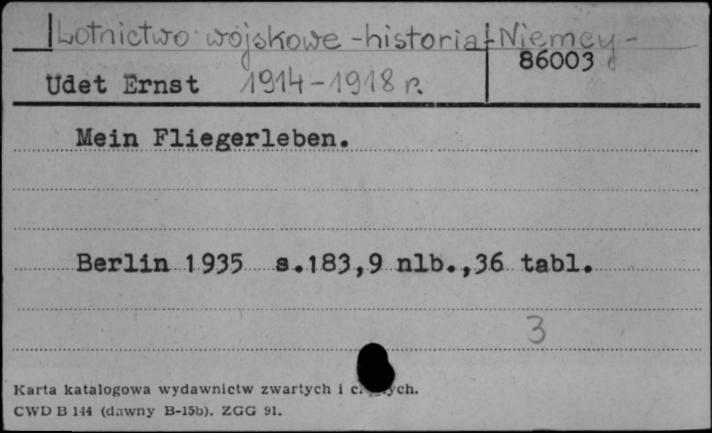 Lotnictwo wojskowe - historia - Niemcy -
86003
Udet Ernst 1914-1918 r.
Mein Fliegerleben.
Berlin 1935 s.183,9 nlb.,36 tabl.
3
Karta katalogowa wydawnictw zwartych i
CWD B 144 (dawny B-15b). ZGG 91.